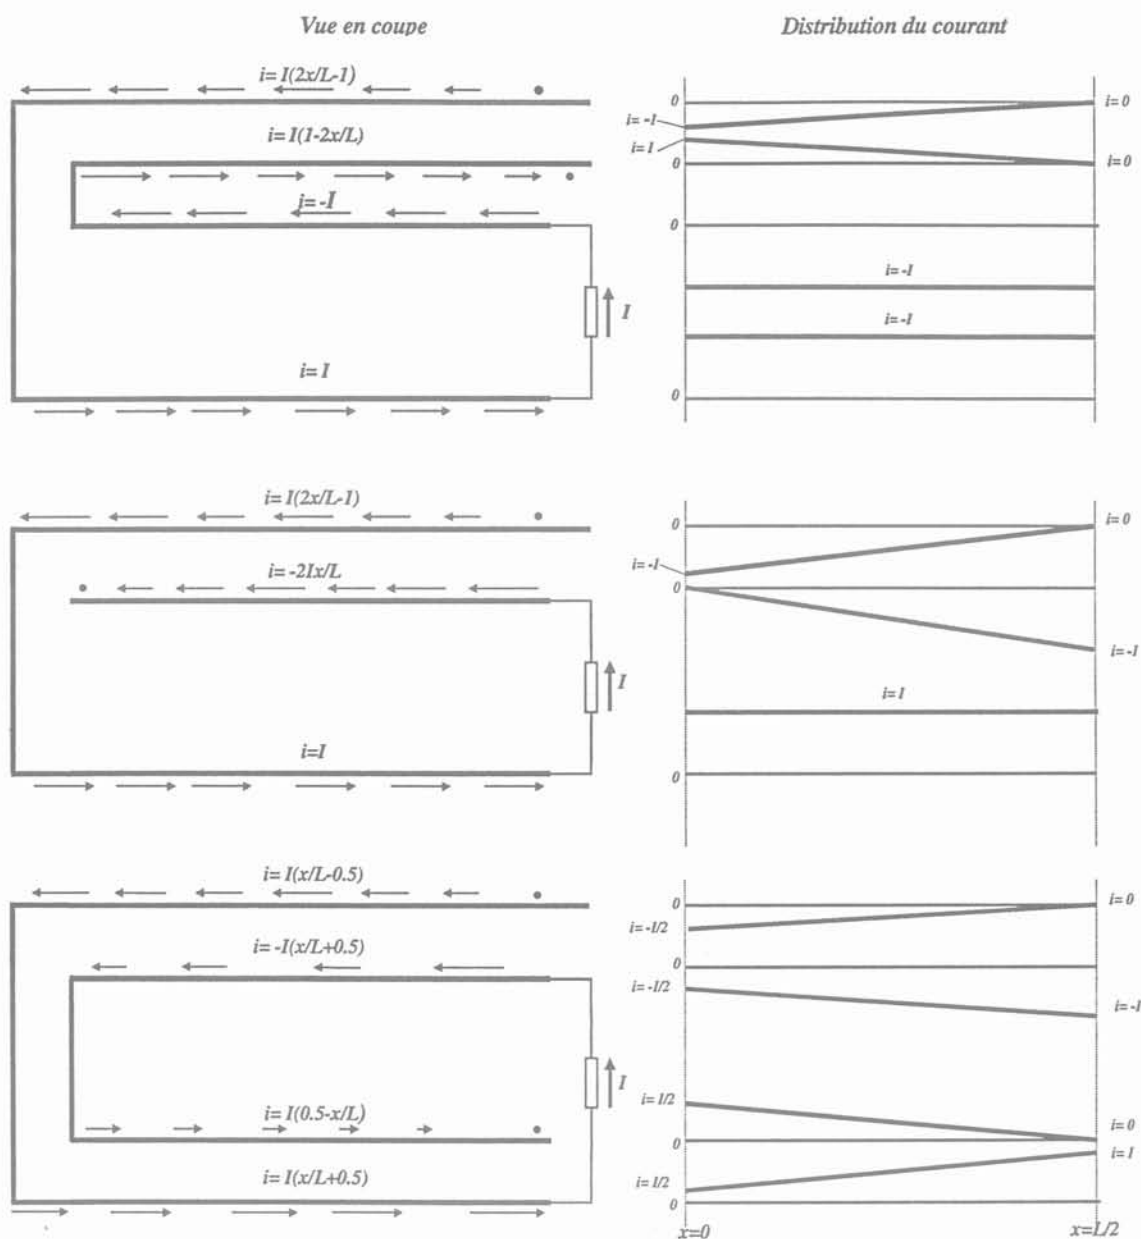 Vue en coupe
Distribution du courant
i= I(2x/L-1)
i= I(1-2x/L)
i= -I
I
i= I
0
i= 0
i= -I
i= I
0
i= 0
0
i= -I
i= -I
0
i= I(2x/L-1)
i= -2Ix/L
I
i=I
0
i= 0
i= -I
0
i= -I
i= I
0
i= I(x/L-0.5)
i= -I(x/L+0.5)
I
i= I(0.5-x/L)
i= I(x/L+0.5)
0
i= 0
i= -I/2
0
i= -I/2
i= -I
i= I/2
i= 0
0
i= I
i= I/2
0
x=0
x=L/2